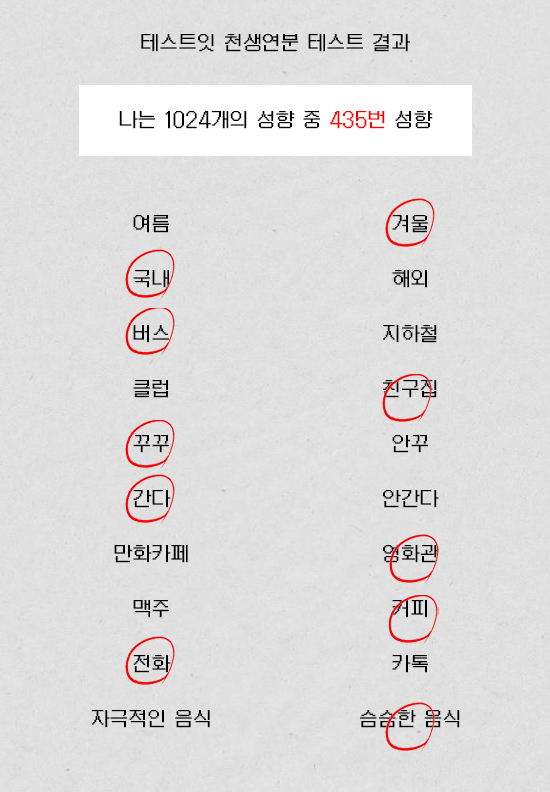 테스트잇 천생연분 테스트 결과
나는 1024개의 성향 중 435번 성향
여름 겨울
국내 해외
버스 지하철
클럽 친구집
꾸꾸 안꾸
간다 안간다
만화카페 영화관
맥주 커피
전화 카톡
자극적인 음식 슴슴한 음식